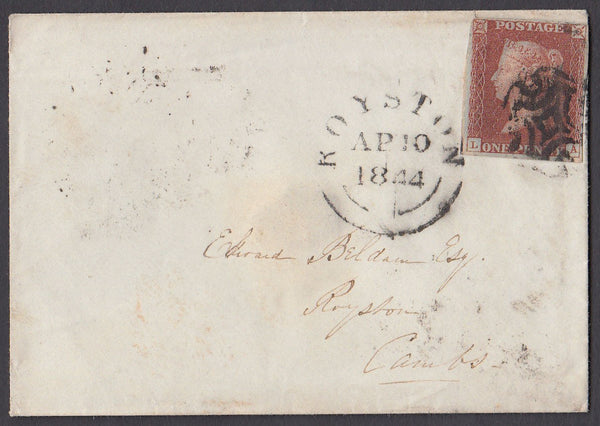 POSTAGE
L ONE PENNY A
ROYSTON
AP 10
1844
Edward Beldam Esq.
Royston
Cambs.